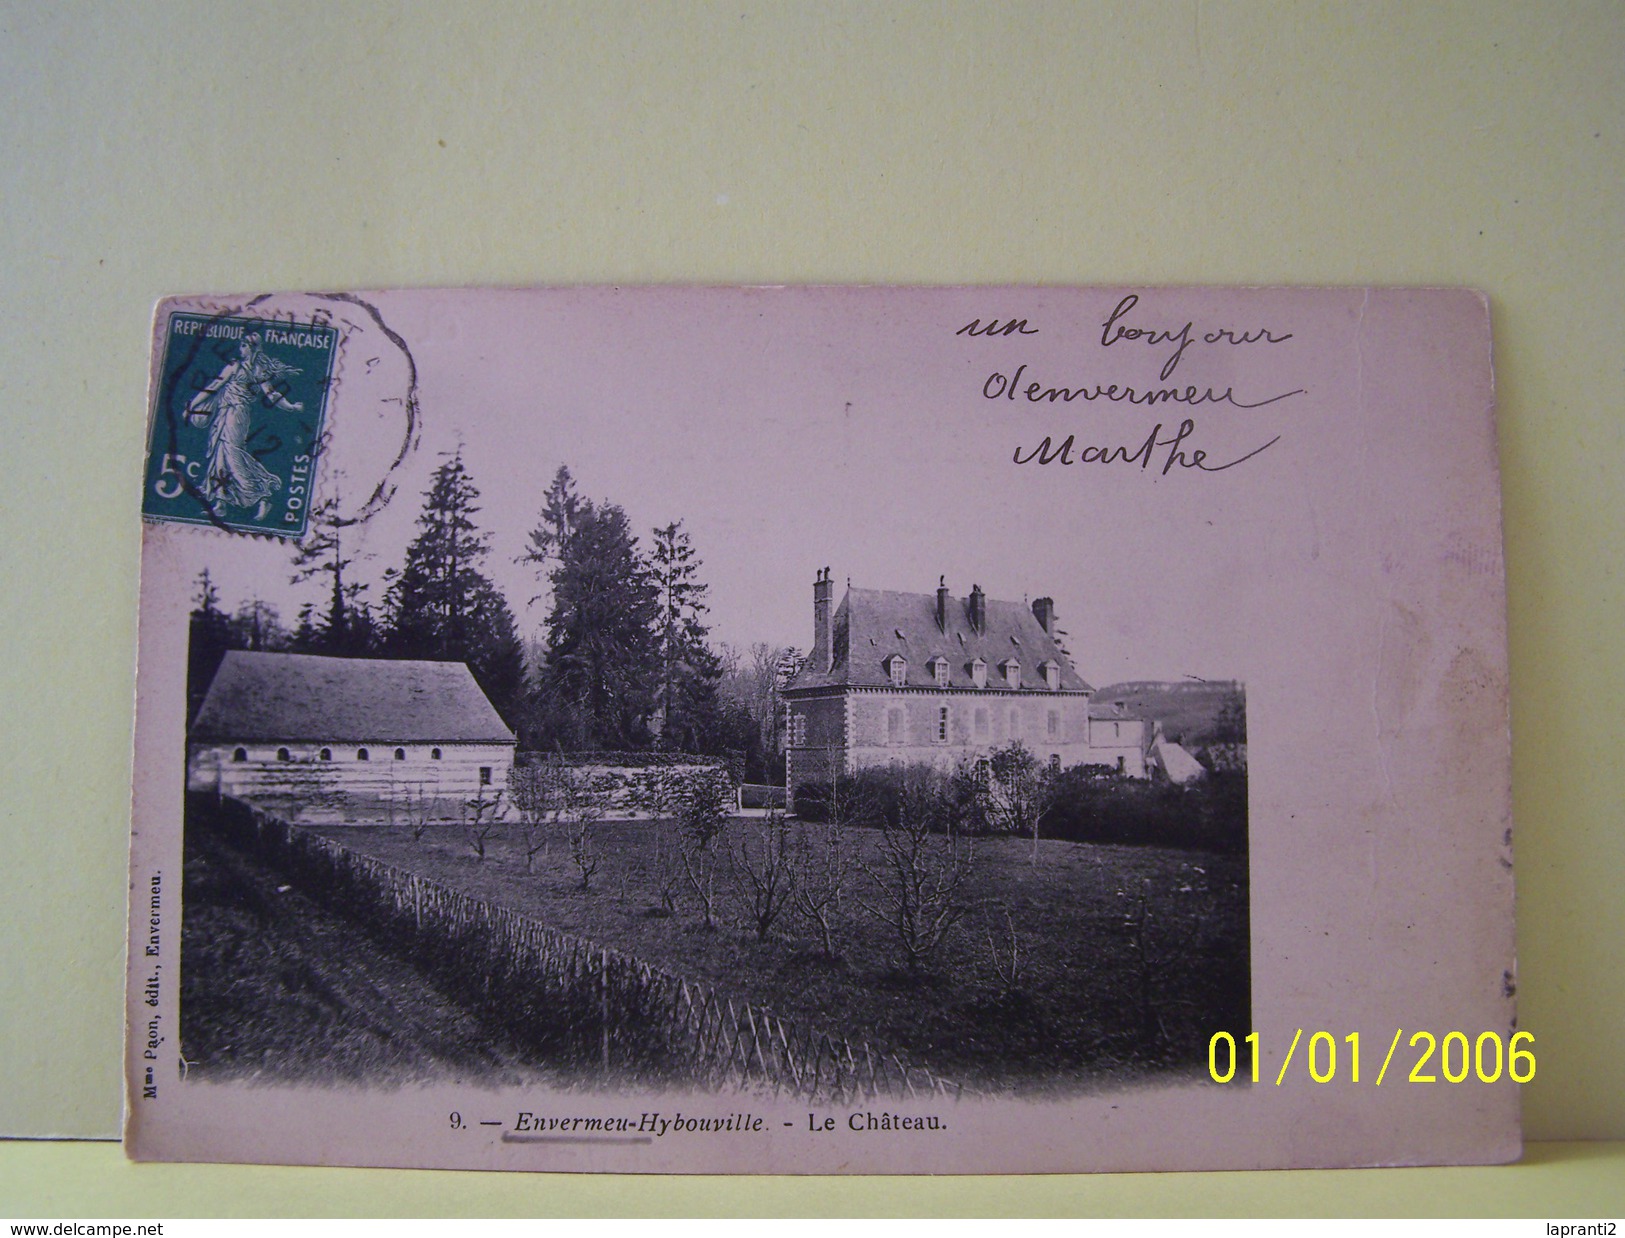 REPUBLIQUE FRANÇAISE
5c
POSTES
un bonjour
d'envermeu
Marthe
Mme Paon, édit., Envermeu.
9. — Envermeu-Hybouville. - Le Château.
01/01/2006
www.delcampe.net
lapranti2